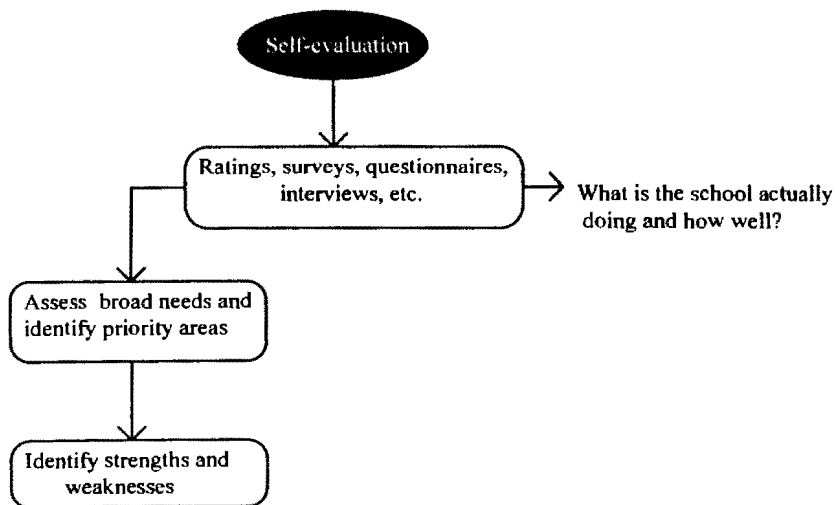 Self-evaluation
Ratings, surveys, questionnaires,
interviews, etc.
What is the school actually
doing and how well?
Assess broad needs and
identify priority areas
Identify strengths and
weaknesses